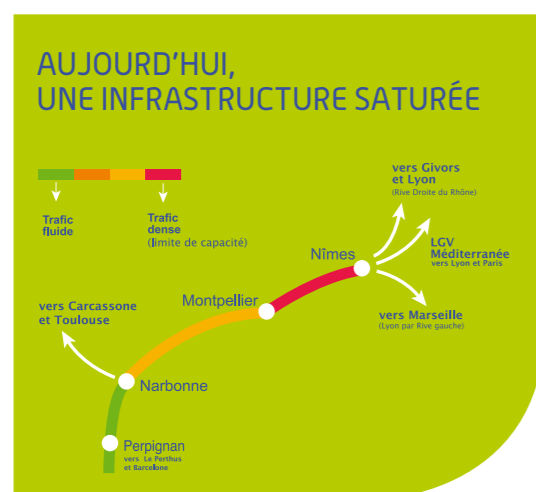 AUJOURD'HUI,
UNE INFRASTRUCTURE SATURÉE
Trafic
fluide
Trafic
dense
(limite de capacité)
vers Givors
et Lyon
(Rive Droite du Rhône)
LGV
Méditerranée
vers Lyon et Paris
Nîmes
vers Marseille
(Lyon par Rive gauche)
Montpellier
vers Carcassone
et Toulouse
Narbonne
Perpignan
vers Le Perthus
et Barcelone